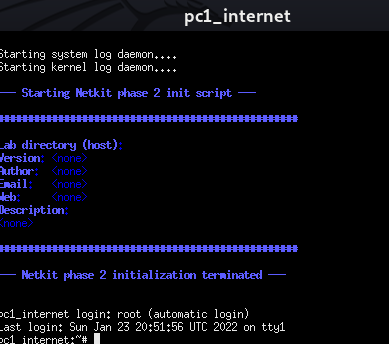 pc1_internet
Starting system log daemon....
Starting kernel log daemon....
--- Starting Netkit phase 2 init script ---
**************************************************
Lab directory (host):
Version: <none>
Author: <none>
Email: <none>
Web: <none>
Description:
<none>
**************************************************
--- Netkit phase 2 initialization terminated ---
pc1_internet login: root (automatic login)
Last login: Sun Jan 23 20:51:56 UTC 2022 on tty1
pc1_internet:~#